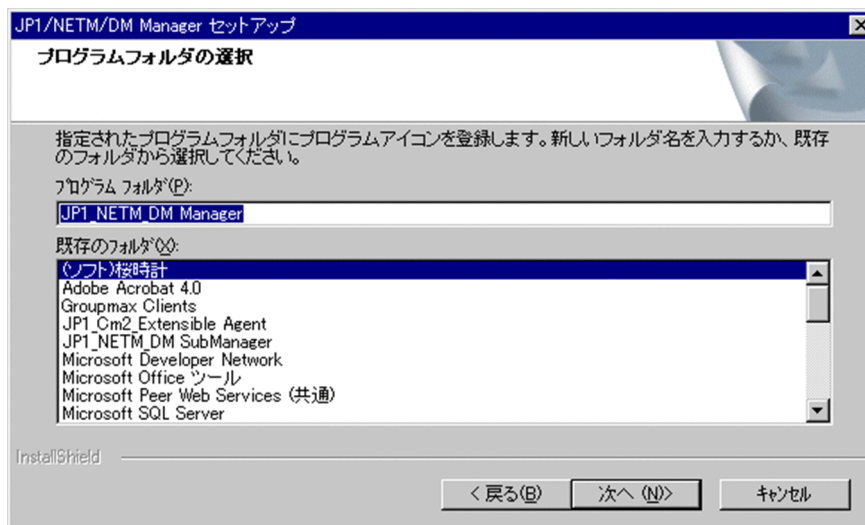 JP1/NETM/DM Manager セットアップ
プログラムフォルダの選択
指定されたプログラムフォルダにプログラムアイコンを登録します。新しいフォルダ名を入力するか、既存
のフォルダから選択してください。
プログラム フォルダ(P):
JP1_NETM_DM Manager
既存のフォルダ(X):
(ソフト)桜時計
Adobe Acrobat 4.0
Groupmax Clients
JP1_Cm2_Extensible Agent
JP1_NETM_DM SubManager
Microsoft Developer Network
Microsoft Office ツール
Microsoft Peer Web Services (共通)
Microsoft SQL Server
InstallShield
< 戻る(B)
次へ (N)>
キャンセル